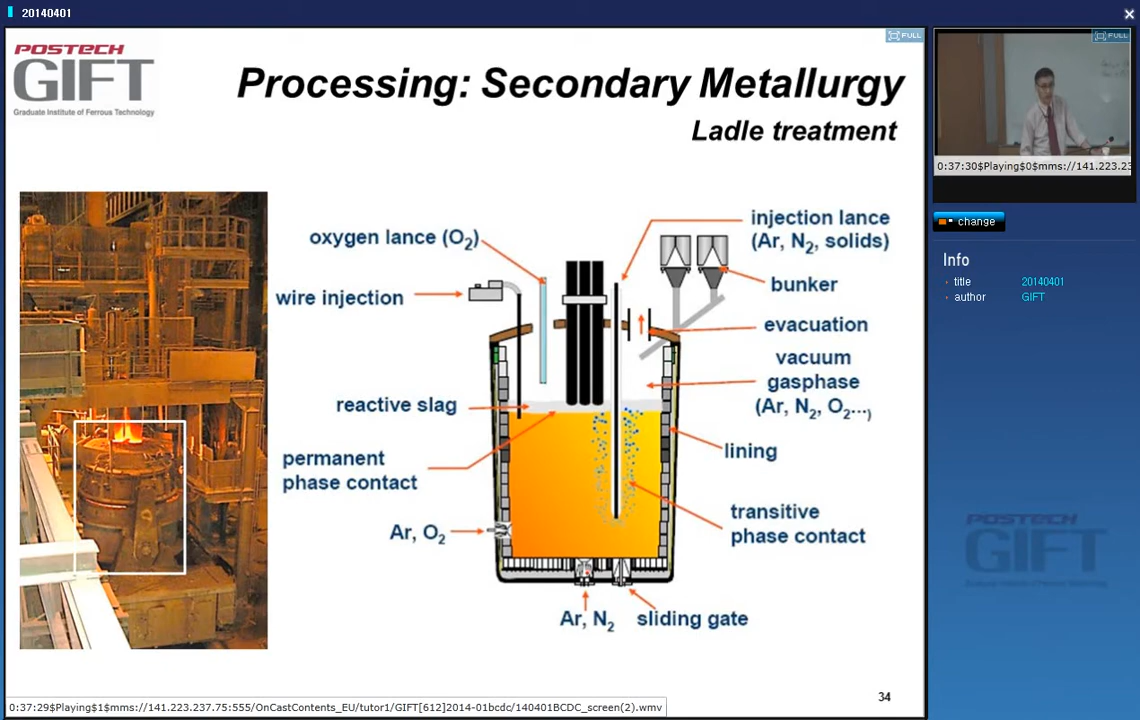 20140401
FULL
POSTECH
GIFT
Graduate Institute of Ferrous Technology
Processing: Secondary Metallurgy
Ladle treatment
oxygen lance (O2)
wire injection
reactive slag
permanent
phase contact
Ar, O2
Ar, N2
sliding gate
injection lance
(Ar, N2, solids)
bunker
evacuation
vacuum
gasphase
(Ar, N2, O2...)
lining
transitive
phase contact
34
0:37:29$Playing$1$mms://141.223.237.75:555/OnCastContents_EU/tutor1/GIFT[612]2014-01bcdc/140401BCDC_screen(2).wmv
FULL
0:37:30$Playing$0$mms://141.223.23
change
Info
title 20140401
author GIFT
POSTECH
GIFT